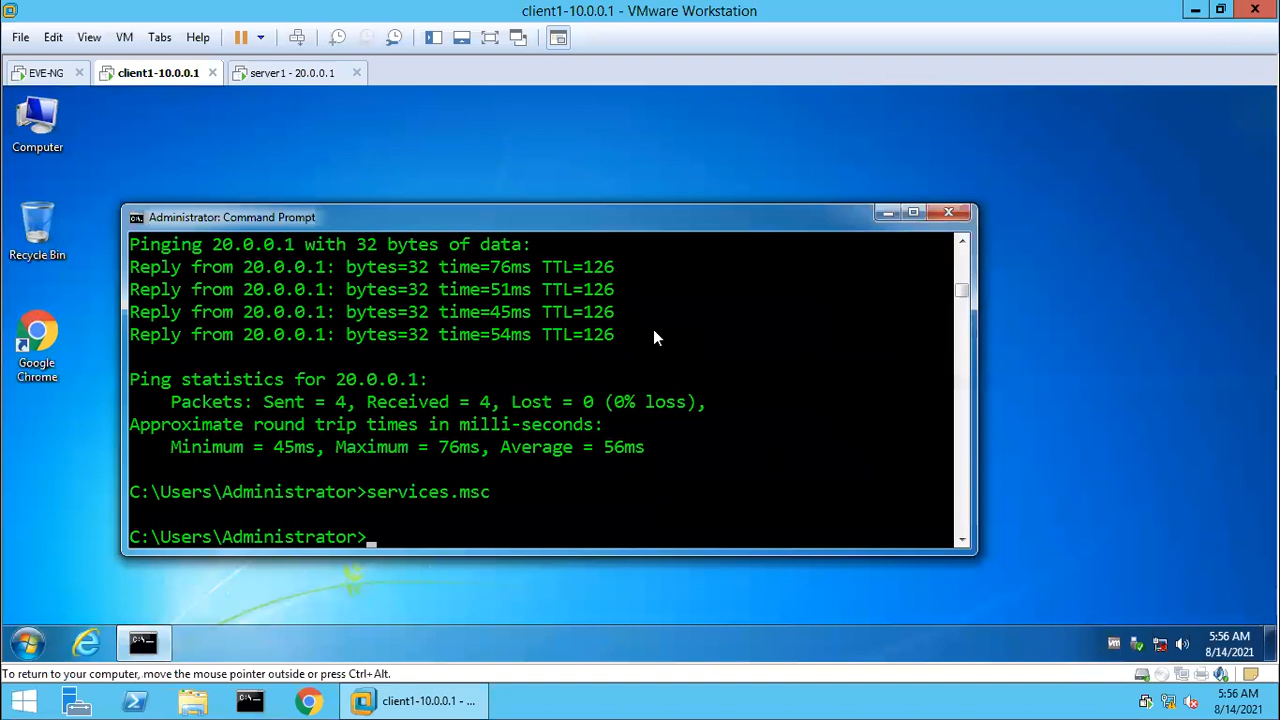 client1-10.0.0.1 - VMware Workstation
File Edit View VM Tabs Help
EVE-NG client1-10.0.0.1 server1 - 20.0.0.1
Computer
Recycle Bin
Google
Chrome
Administrator: Command Prompt
Pinging 20.0.0.1 with 32 bytes of data:
Reply from 20.0.0.1: bytes=32 time=76ms TTL=126
Reply from 20.0.0.1: bytes=32 time=51ms TTL=126
Reply from 20.0.0.1: bytes=32 time=45ms TTL=126
Reply from 20.0.0.1: bytes=32 time=54ms TTL=126
Ping statistics for 20.0.0.1:
Packets: Sent = 4, Received = 4, Lost = 0 (0% loss),
Approximate round trip times in milli-seconds:
Minimum = 45ms, Maximum = 76ms, Average = 56ms
C:\Users\Administrator>services.msc
C:\Users\Administrator>
5:56 AM
8/14/2021
To return to your computer, move the mouse pointer outside or press Ctrl+Alt.
client1-10.0.0.1 - ...
5:56 AM
8/14/2021